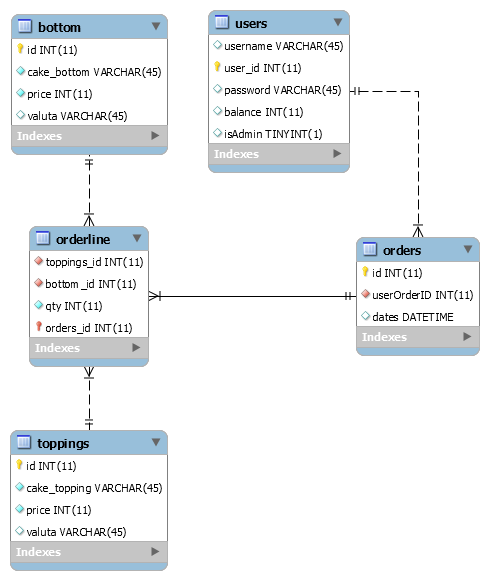 bottom
id INT(11)
cake_bottom VARCHAR(45)
price INT(11)
valuta VARCHAR(45)
Indexes
users
username VARCHAR(45)
user_id INT(11)
password VARCHAR(45)
balance INT(11)
isAdmin TINYINT(1)
Indexes
orderline
toppings_id INT(11)
bottom_id INT(11)
qty INT(11)
orders_id INT(11)
Indexes
orders
id INT(11)
userOrderID INT(11)
dates DATETIME
Indexes
toppings
id INT(11)
cake_topping VARCHAR(45)
price INT(11)
valuta VARCHAR(45)
Indexes